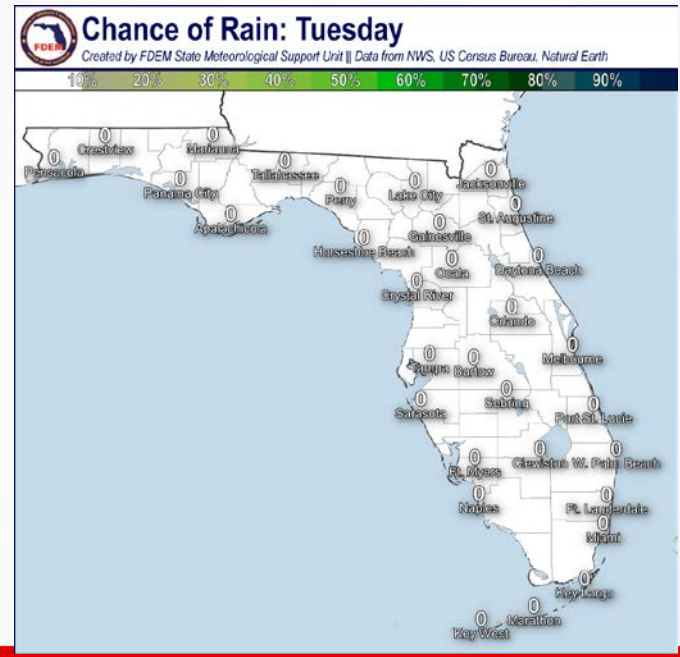 FDEM
Chance of Rain: Tuesday
Created by FDEM State Meteorological Support Unit || Data from NWS, US Census Bureau, Natural Earth
10% 20% 30% 40% 50% 60% 70% 80% 90%
0 Crestview
0 Marianna
0 Pensacola
0 Tallahassee
0 Panama City
0 Perry
0 Lake City
0 Jacksonville
0 Apalachicola
0 St. Augustine
0 Gainesville
0 Horseshoe Beach
0 Ocala
0 Daytona Beach
0 Crystal River
0 Orlando
0 Melbourne
0 Tampa
0 Bartow
0 Sebring
0 Sarasota
0 Port St. Lucie
0 Ft. Myers
0 Clewiston
0 W. Palm Beach
0 Naples
0 Ft. Lauderdale
0 Miami
0 Key Largo
0 Marathon
0 Key West